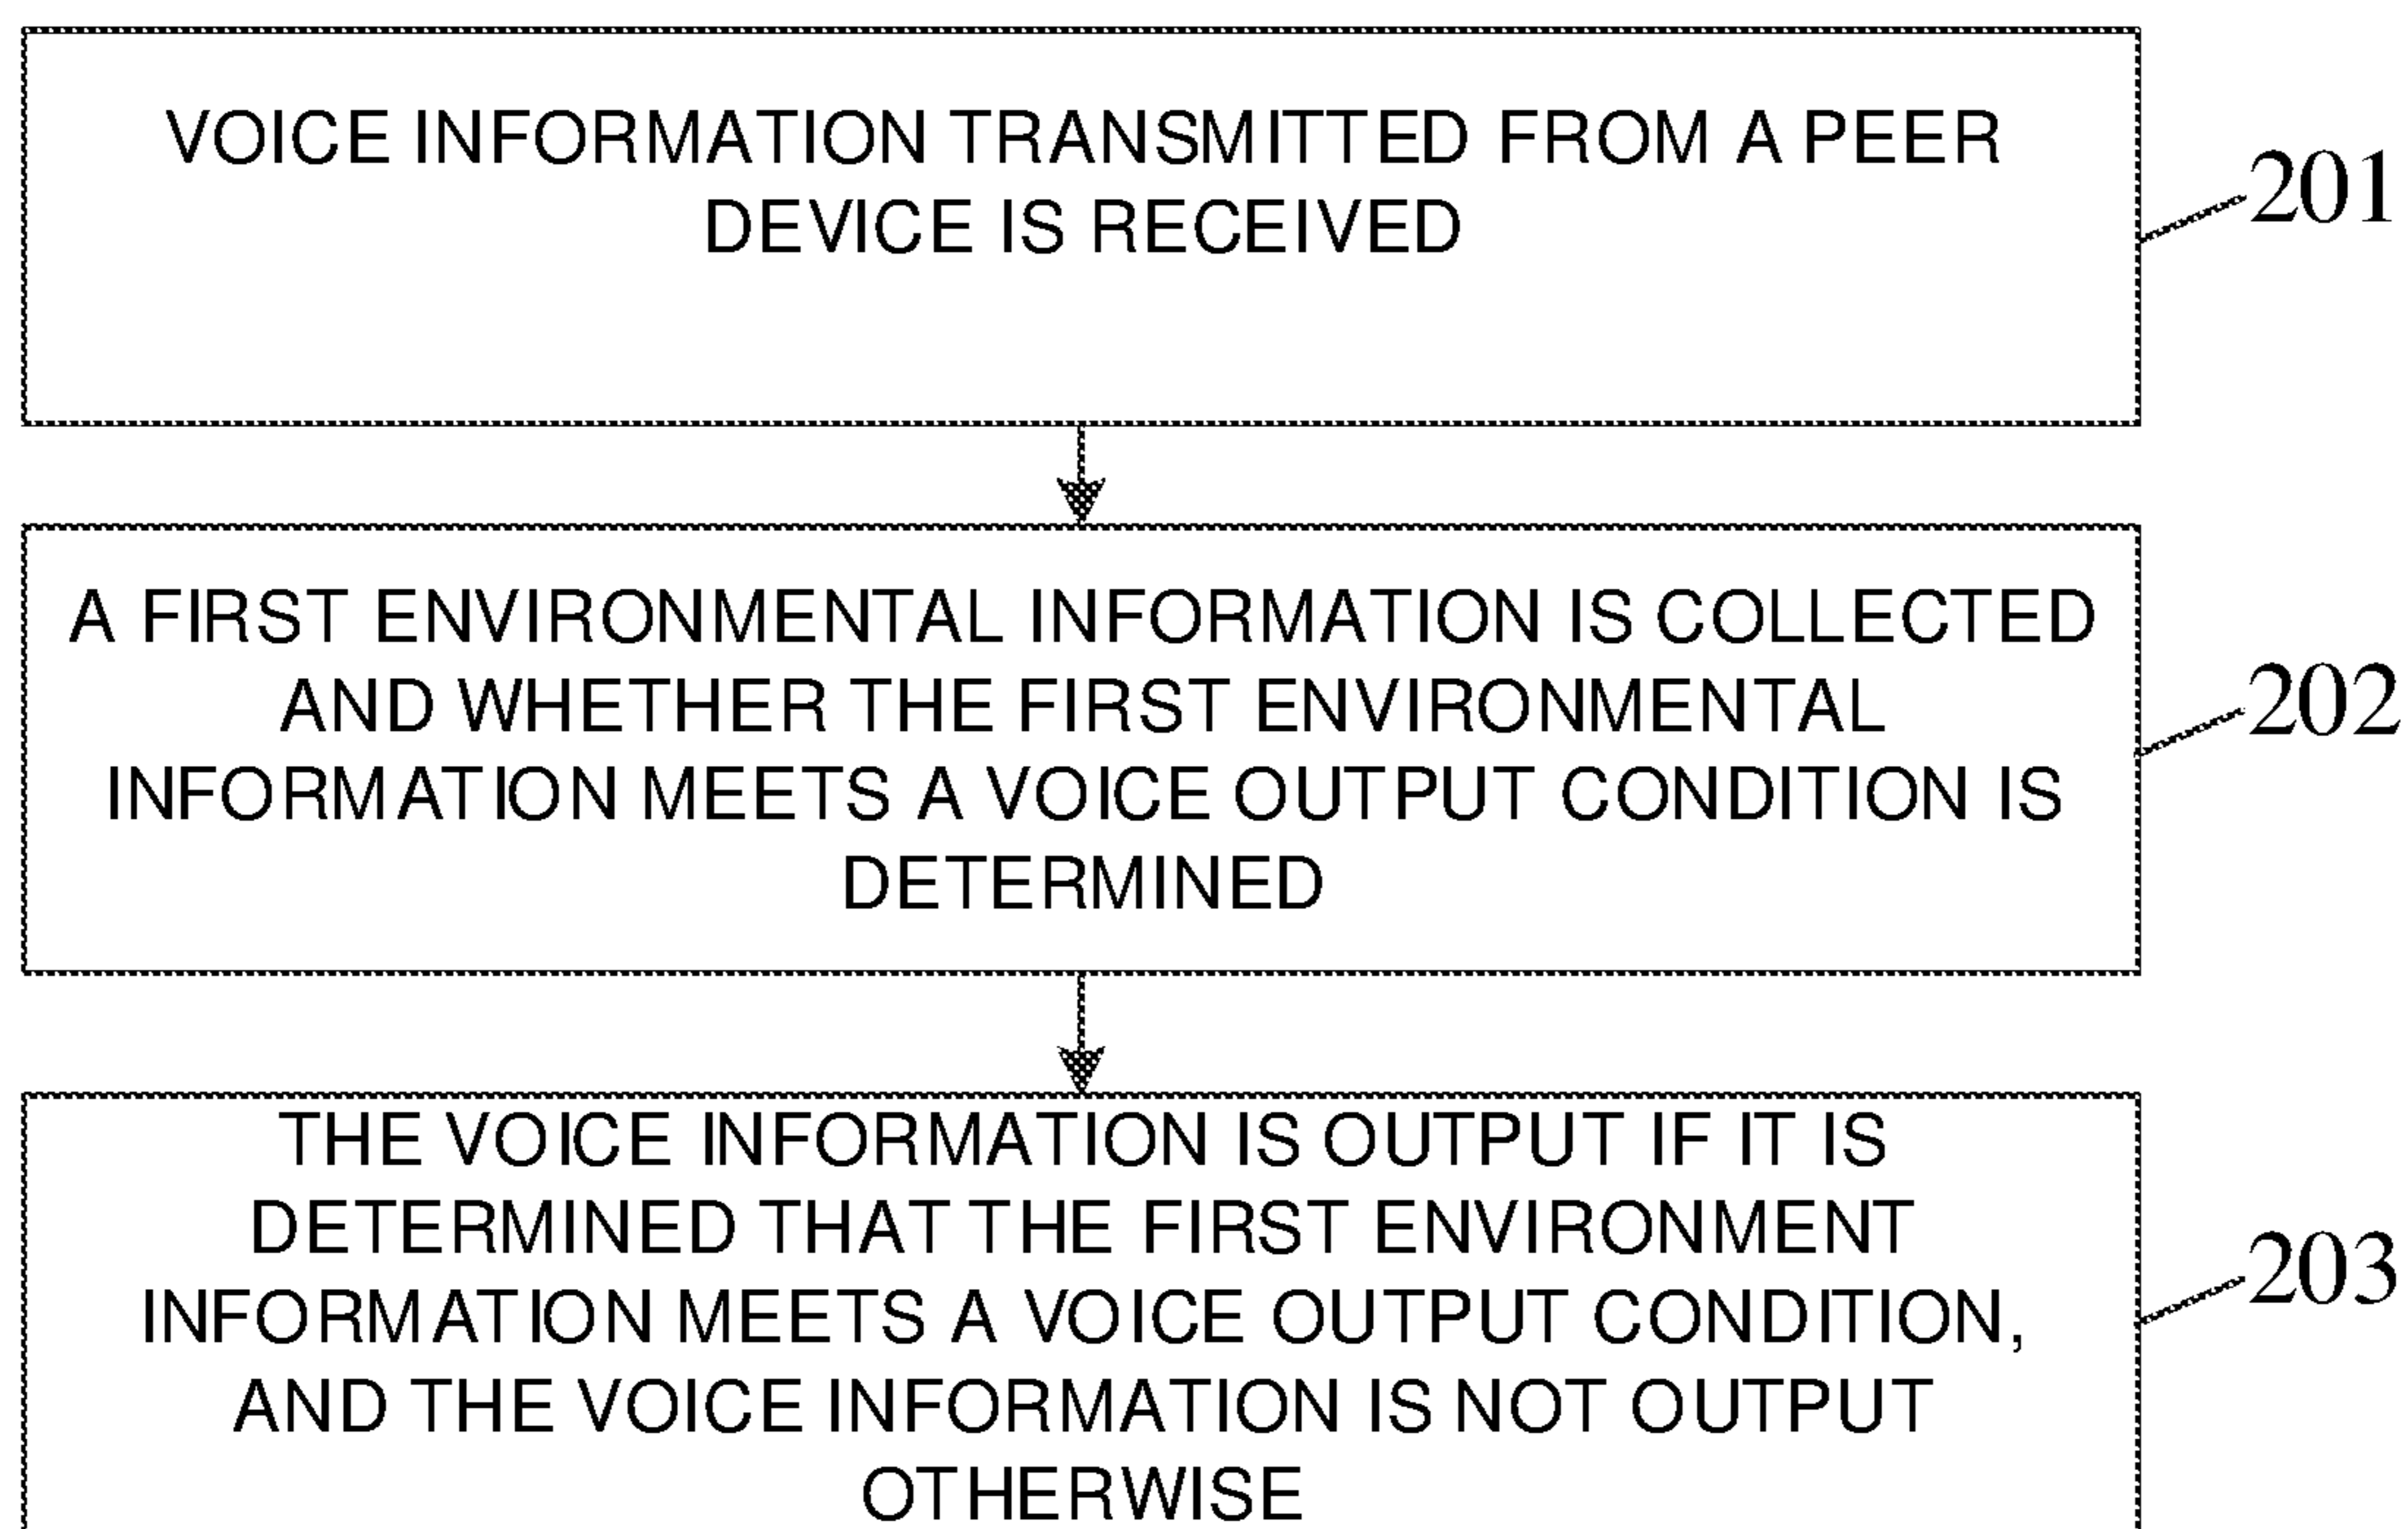 VOICE INFORMATION TRANSMITTED FROM A PEER
DEVICE IS RECEIVED
201
A FIRST ENVIRONMENTAL INFORMATION IS COLLECTED
AND WHETHER THE FIRST ENVIRONMENTAL
INFORMATION MEETS A VOICE OUTPUT CONDITION IS
DETERMINED
202
THE VOICE INFORMATION IS OUTPUT IF IT IS
DETERMINED THAT THE FIRST ENVIRONMENT
INFORMATION MEETS A VOICE OUTPUT CONDITION,
AND THE VOICE INFORMATION IS NOT OUTPUT
OTHERWISE
203